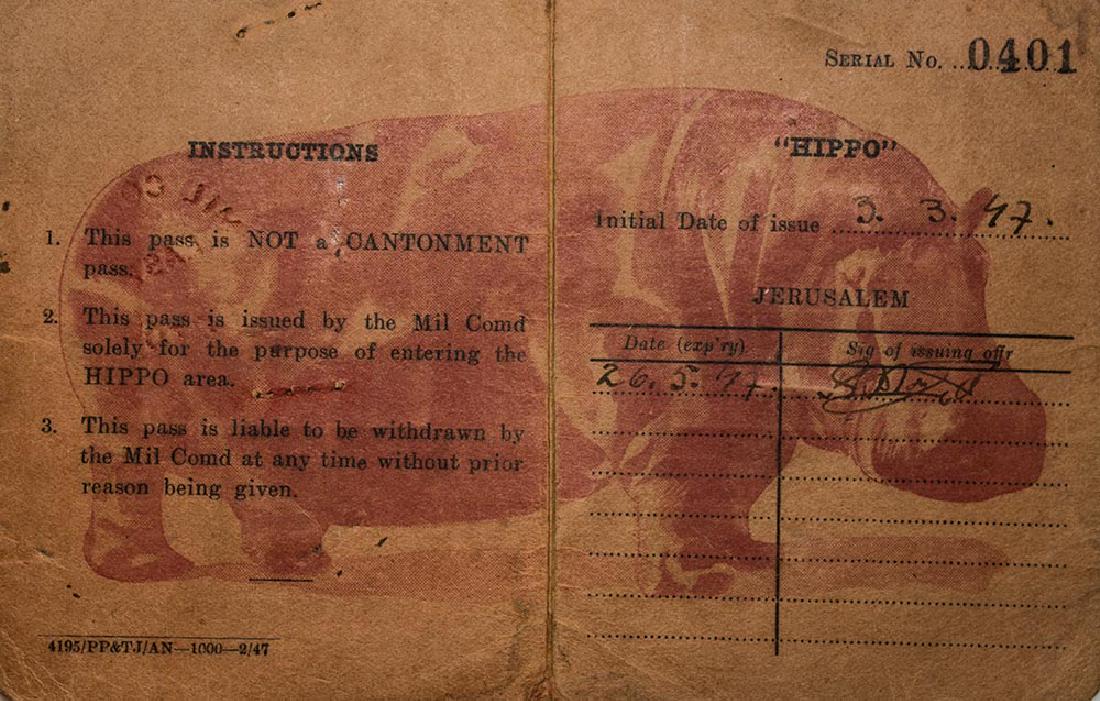 INSTRUCTIONS
1. This pass is NOT a CANTONMENT
pass.
2. This pass is issued by the Mil Comd
solely for the purpose of entering the
HIPPO area.
3. This pass is liable to be withdrawn by
the Mil Comd at any time without prior
reason being given.
4195/PP&TJ/AN—1000—2/47
SERIAL No. ..0401
"HIPPO"
Initial Date of issue 3. 3. 47.
JERUSALEM
Date (exp'ry) Sig of issuing offr
26. 5. 47.